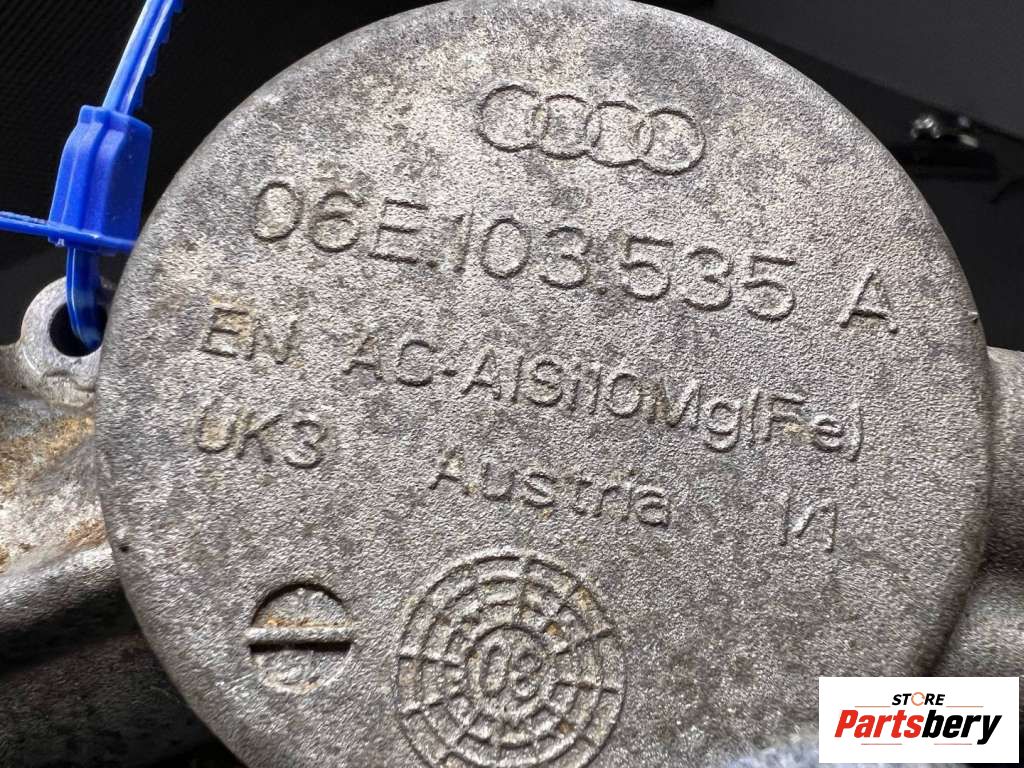 06E.103.535 A
EN AC-AlSi10Mg(Fe)
UK3 Austria 1/1
03
STORE
Partsbery